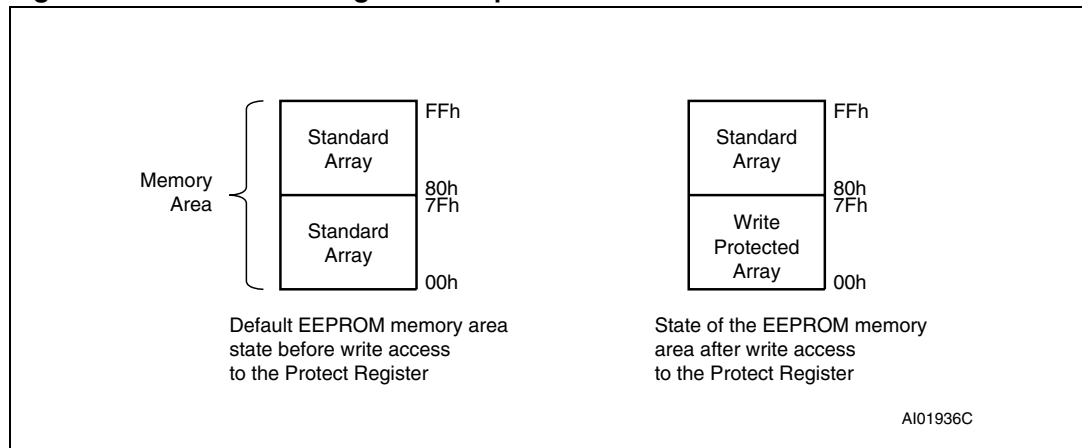 FFh
Standard
Array
Memory
Area
80h
7Fh
Standard
Array
00h
Default EEPROM memory area
state before write access
to the Protect Register
FFh
Standard
Array
80h
7Fh
Write
Protected
Array
00h
State of the EEPROM memory
area after write access
to the Protect Register
AI01936C